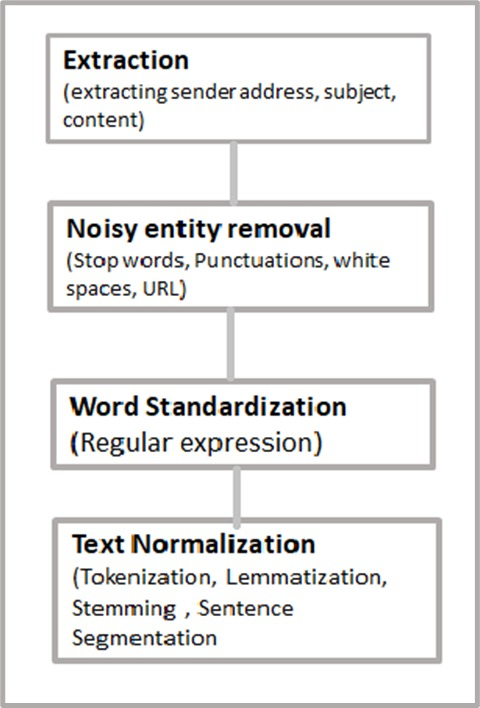 Extraction
(extracting sender address, subject,
content)
Noisy entity removal
(Stop words, Punctuations, white
spaces, URL)
Word Standardization
(Regular expression)
Text Normalization
(Tokenization, Lemmatization,
Stemming , Sentence
Segmentation